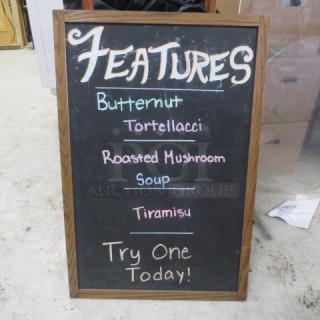 FEATURES
Butternut
Tortellacci
Roasted Mushroom
Soup
Tiramisu
Try One
Today!